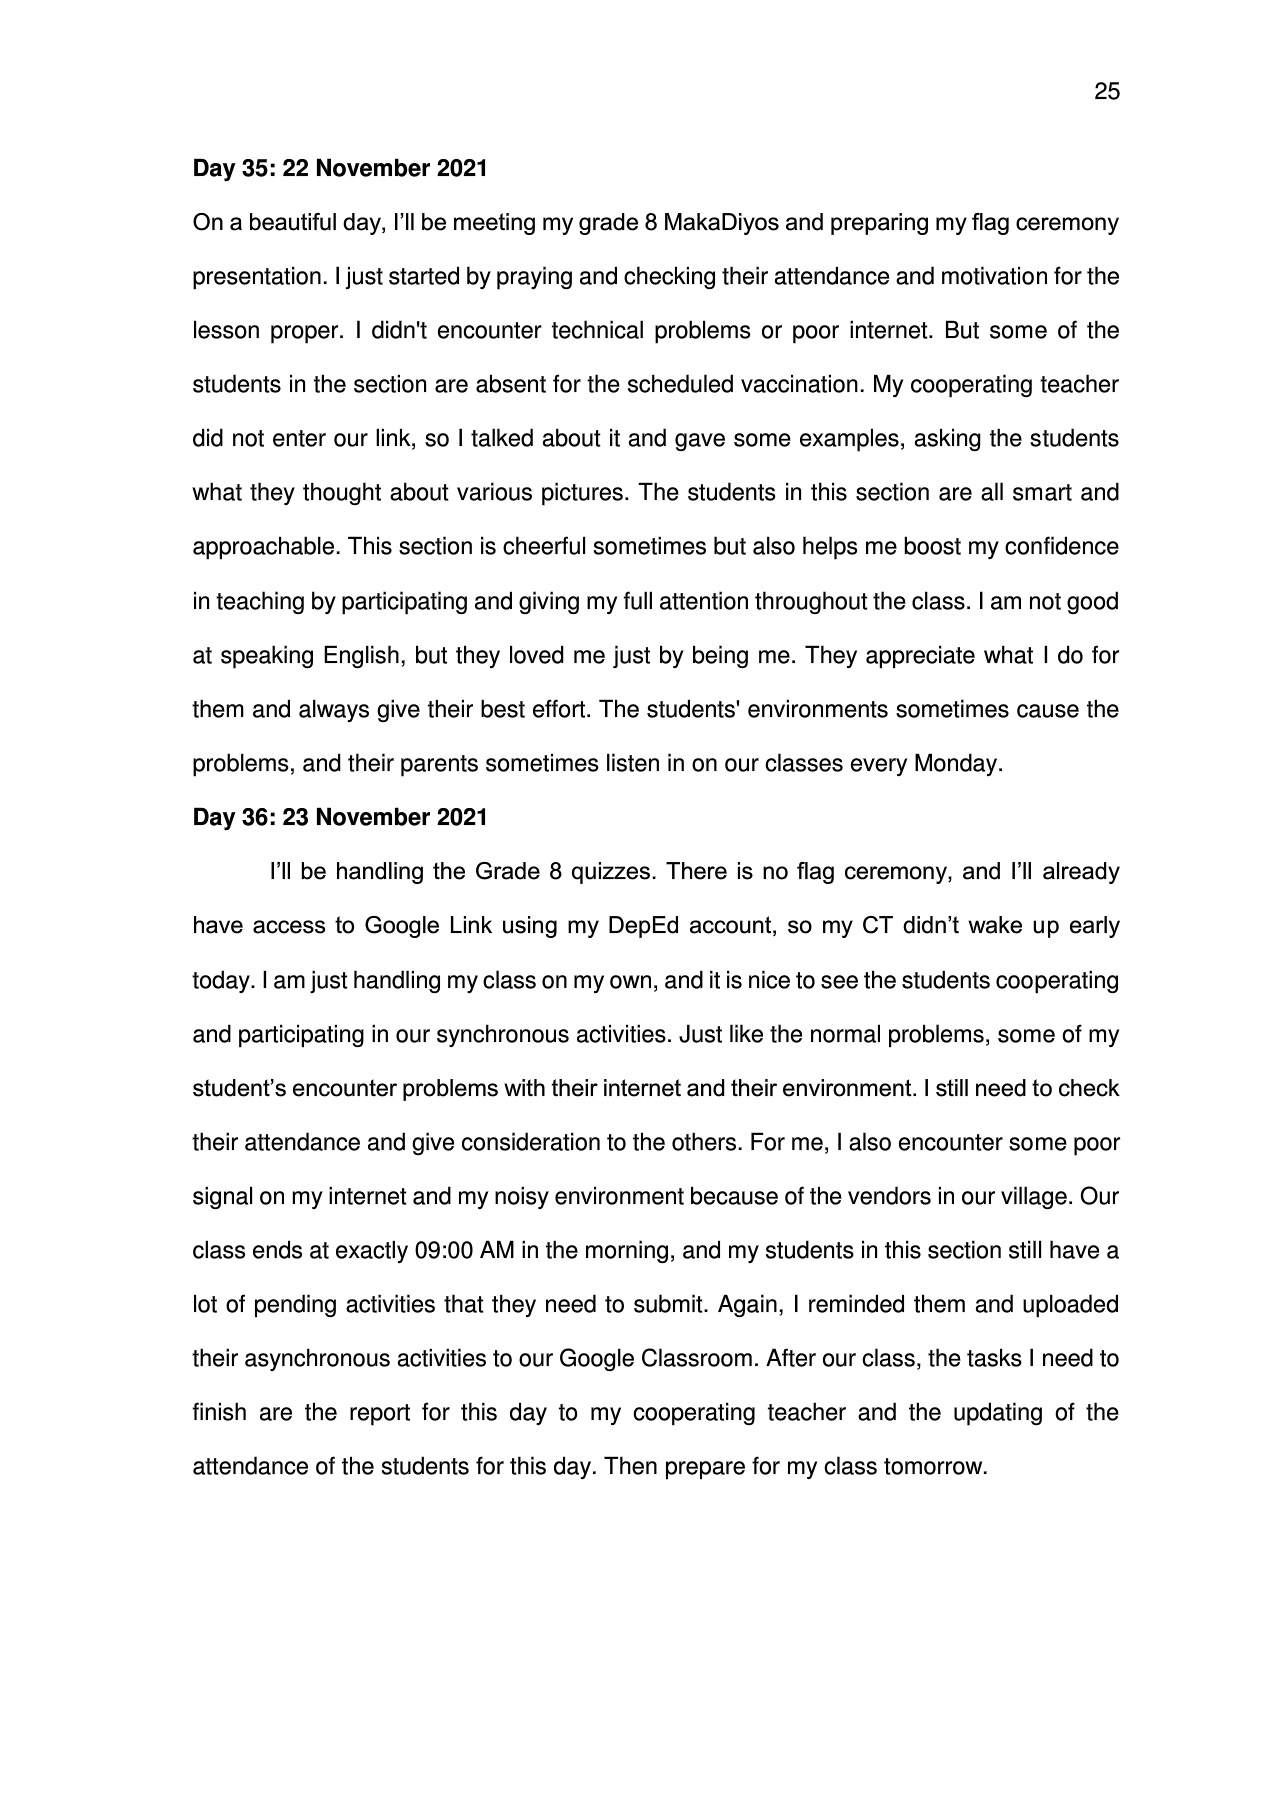 25
Day 35: 22 November 2021
On a beautiful day, I’ll be meeting my grade 8 MakaDiyos and preparing my flag ceremony
presentation. I just started by praying and checking their attendance and motivation for the
lesson proper. I didn't encounter technical problems or poor internet. But some of the
students in the section are absent for the scheduled vaccination. My cooperating teacher
did not enter our link, so I talked about it and gave some examples, asking the students
what they thought about various pictures. The students in this section are all smart and
approachable. This section is cheerful sometimes but also helps me boost my confidence
in teaching by participating and giving my full attention throughout the class. I am not good
at speaking English, but they loved me just by being me. They appreciate what I do for
them and always give their best effort. The students' environments sometimes cause the
problems, and their parents sometimes listen in on our classes every Monday.
Day 36: 23 November 2021
I’ll be handling the Grade 8 quizzes. There is no flag ceremony, and I’ll already
have access to Google Link using my DepEd account, so my CT didn’t wake up early
today. I am just handling my class on my own, and it is nice to see the students cooperating
and participating in our synchronous activities. Just like the normal problems, some of my
student’s encounter problems with their internet and their environment. I still need to check
their attendance and give consideration to the others. For me, I also encounter some poor
signal on my internet and my noisy environment because of the vendors in our village. Our
class ends at exactly 09:00 AM in the morning, and my students in this section still have a
lot of pending activities that they need to submit. Again, I reminded them and uploaded
their asynchronous activities to our Google Classroom. After our class, the tasks I need to
finish are the report for this day to my cooperating teacher and the updating of the
attendance of the students for this day. Then prepare for my class tomorrow.